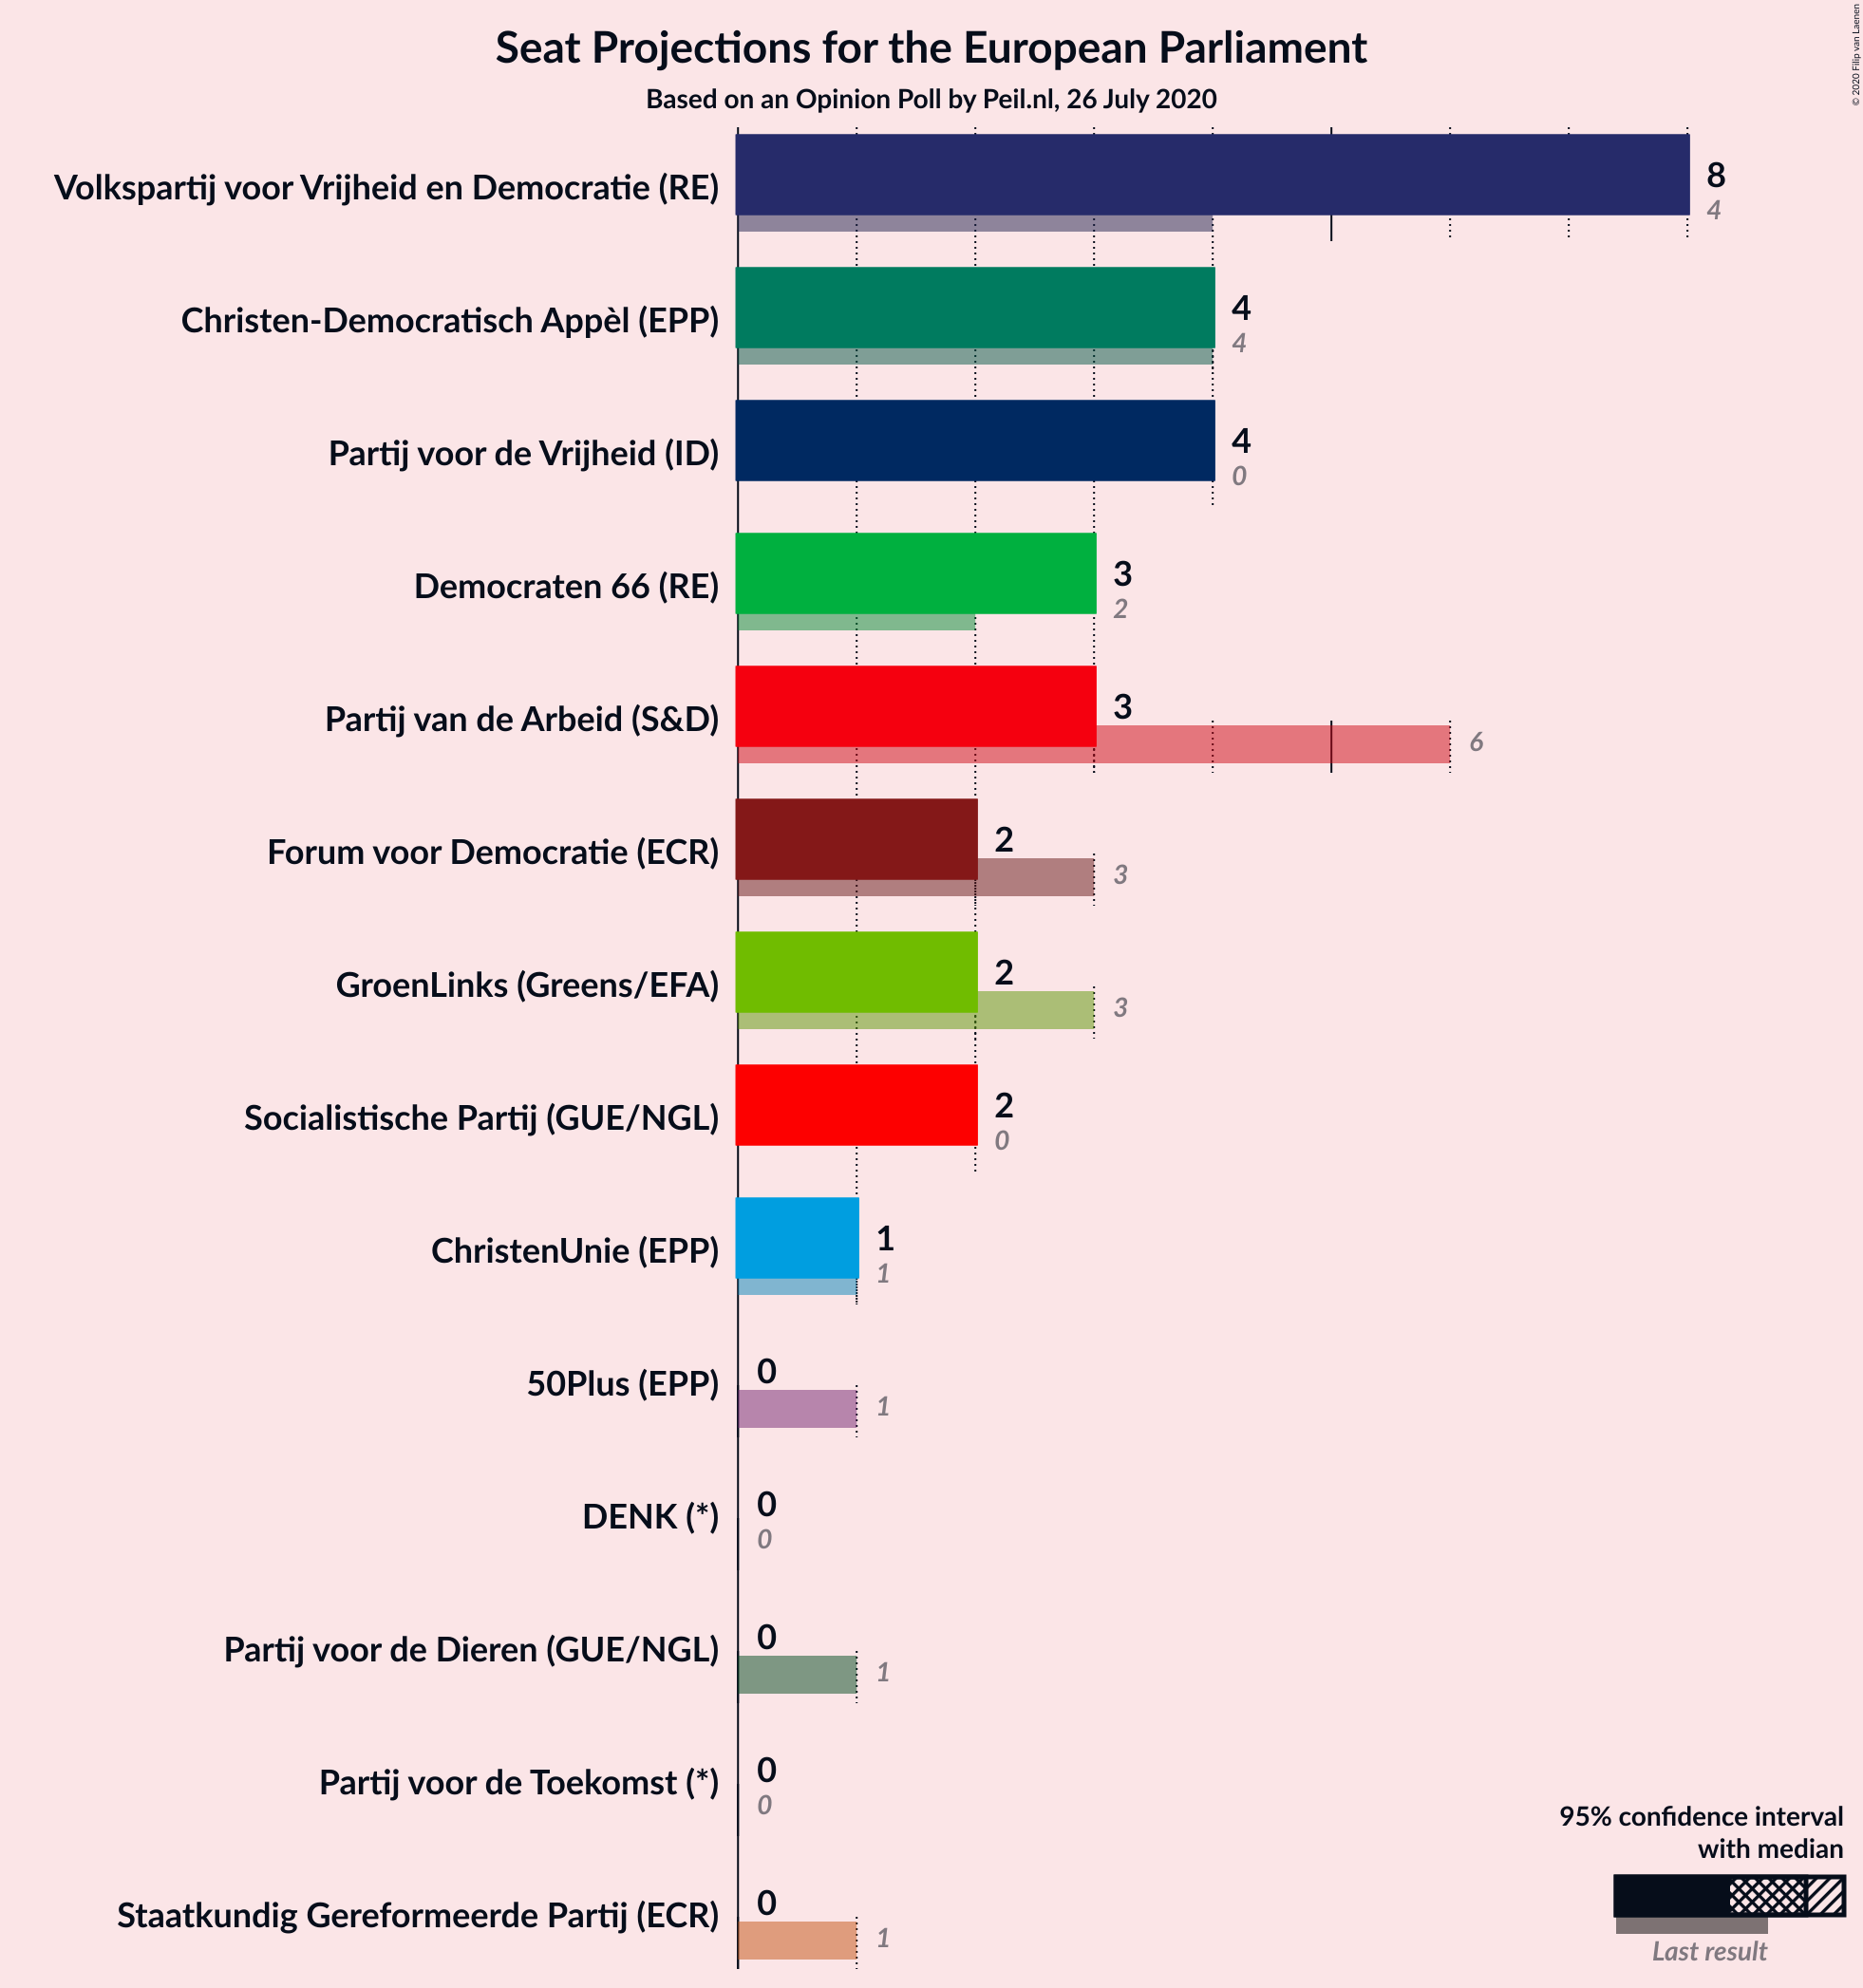 Seat Projections for the European Parliament
Based on an Opinion Poll by Peil.nl, 26 July 2020
© 2020 Filip van Laenen
Volkspartij voor Vrijheid en Democratie (RE)
8
4
Christen-Democratisch Appèl (EPP)
4
4
Partij voor de Vrijheid (ID)
4
0
Democraten 66 (RE)
3
2
Partij van de Arbeid (S&D)
3
6
Forum voor Democratie (ECR)
2
3
GroenLinks (Greens/EFA)
2
3
Socialistische Partij (GUE/NGL)
2
0
ChristenUnie (EPP)
1
1
50Plus (EPP)
0
1
DENK (*)
0
0
Partij voor de Dieren (GUE/NGL)
0
1
Partij voor de Toekomst (*)
0
0
Staatkundig Gereformeerde Partij (ECR)
0
1
95% confidence interval
with median
Last result